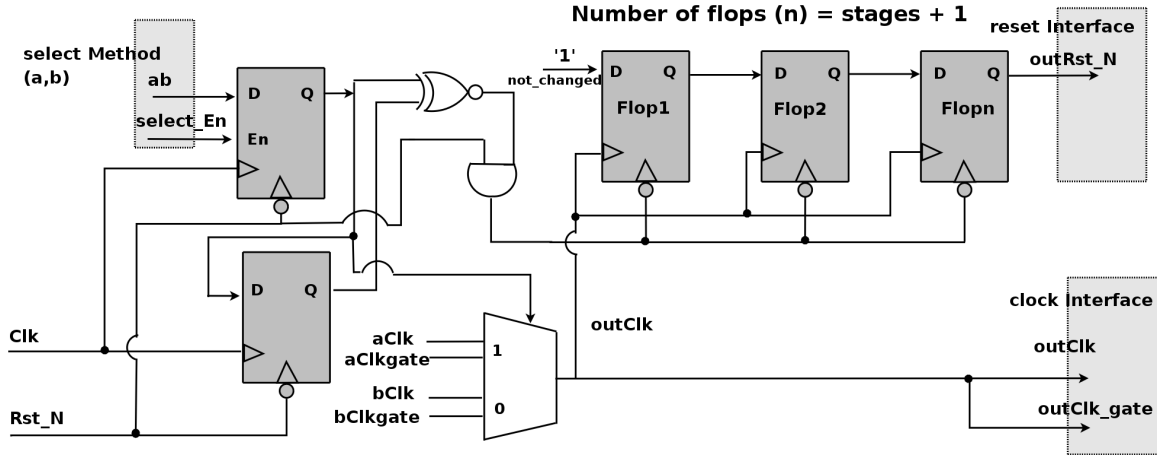 Number of flops (n) = stages + 1
reset Interface
select Method
(a,b)
ab
select_En
D Q
En
'1'
not_changed
D Q
Flop1
D Q
Flop2
D Q
Flopn
outRst_N
D Q
Clk
Rst_N
aClk
aClkgate
bClk
bClkgate
1
0
outClk
clock Interface
outClk
outClk_gate